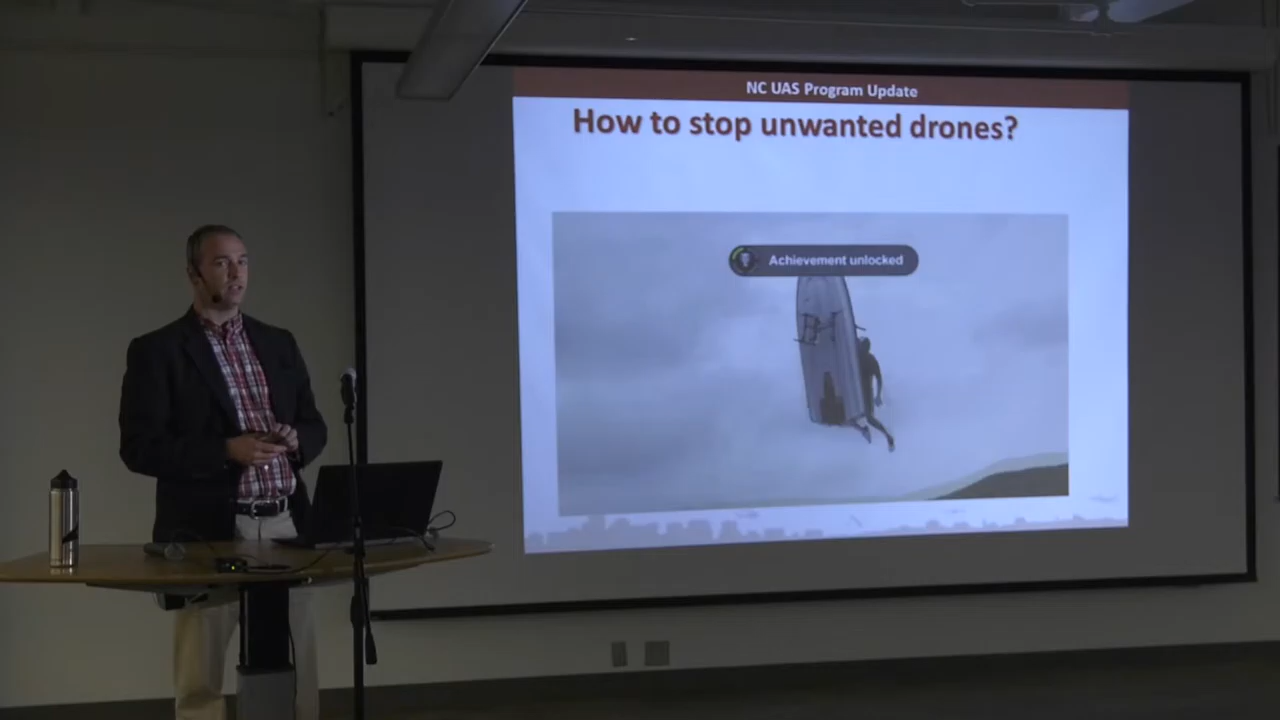 NC UAS Program Update
How to stop unwanted drones?
Achievement unlocked